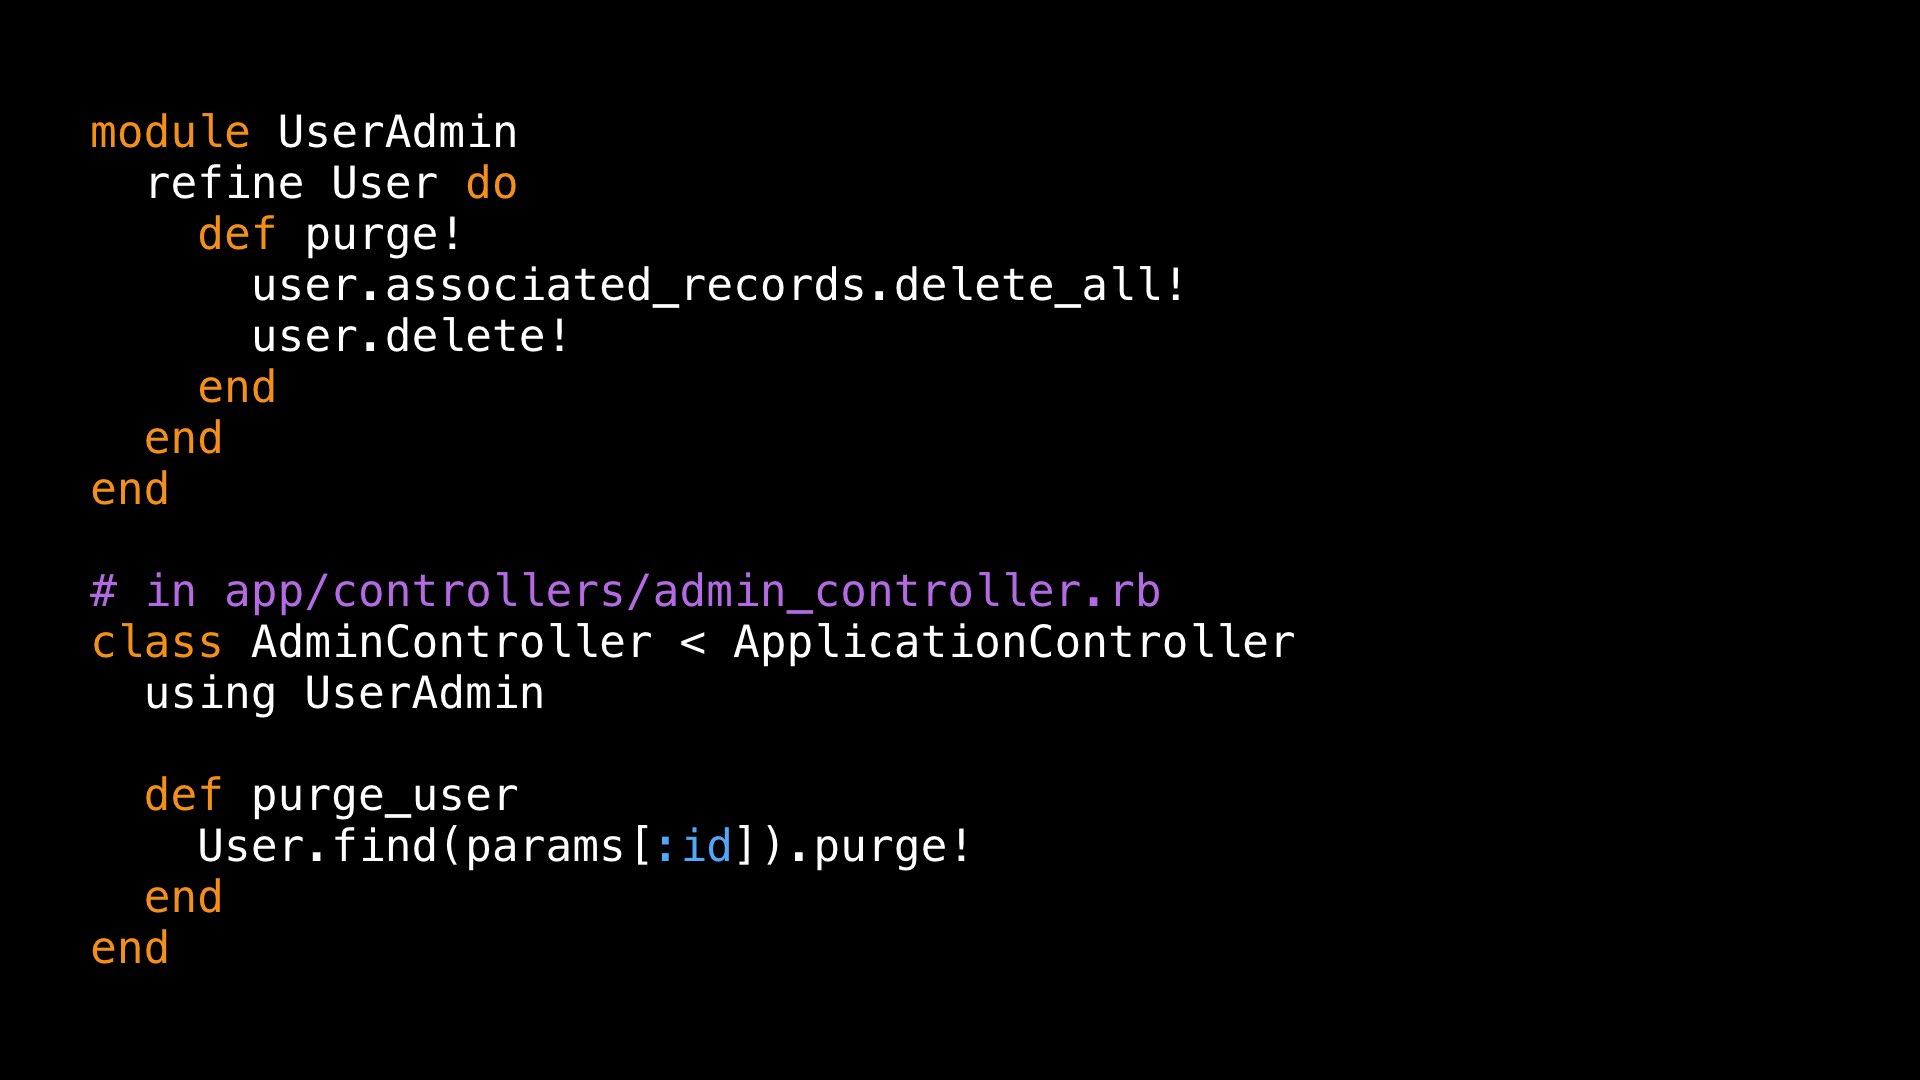 module UserAdmin
  refine User do
    def purge!
      user.associated_records.delete_all!
      user.delete!
    end
  end
end

# in app/controllers/admin_controller.rb
class AdminController < ApplicationController
  using UserAdmin

  def purge_user
    User.find(params[:id]).purge!
  end
end